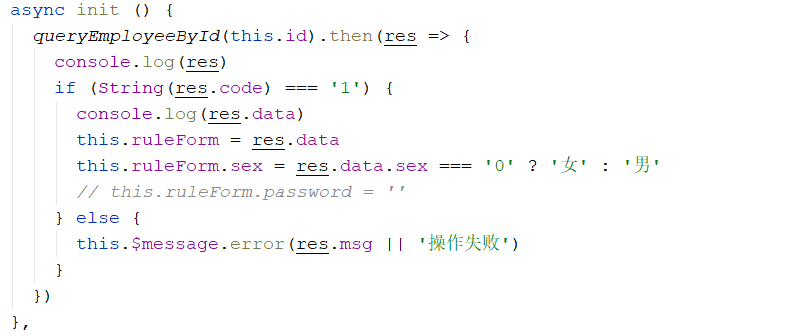 async init () {
queryEmployeeById(this.id).then(res => {
console.log(res)
if (String(res.code) === '1') {
console.log(res.data)
this.ruleForm = res.data
this.ruleForm.sex = res.data.sex === '0' ? '女' : '男'
// this.ruleForm.password = ''
} else {
this.$message.error(res.msg || '操作失败')
}
})
},